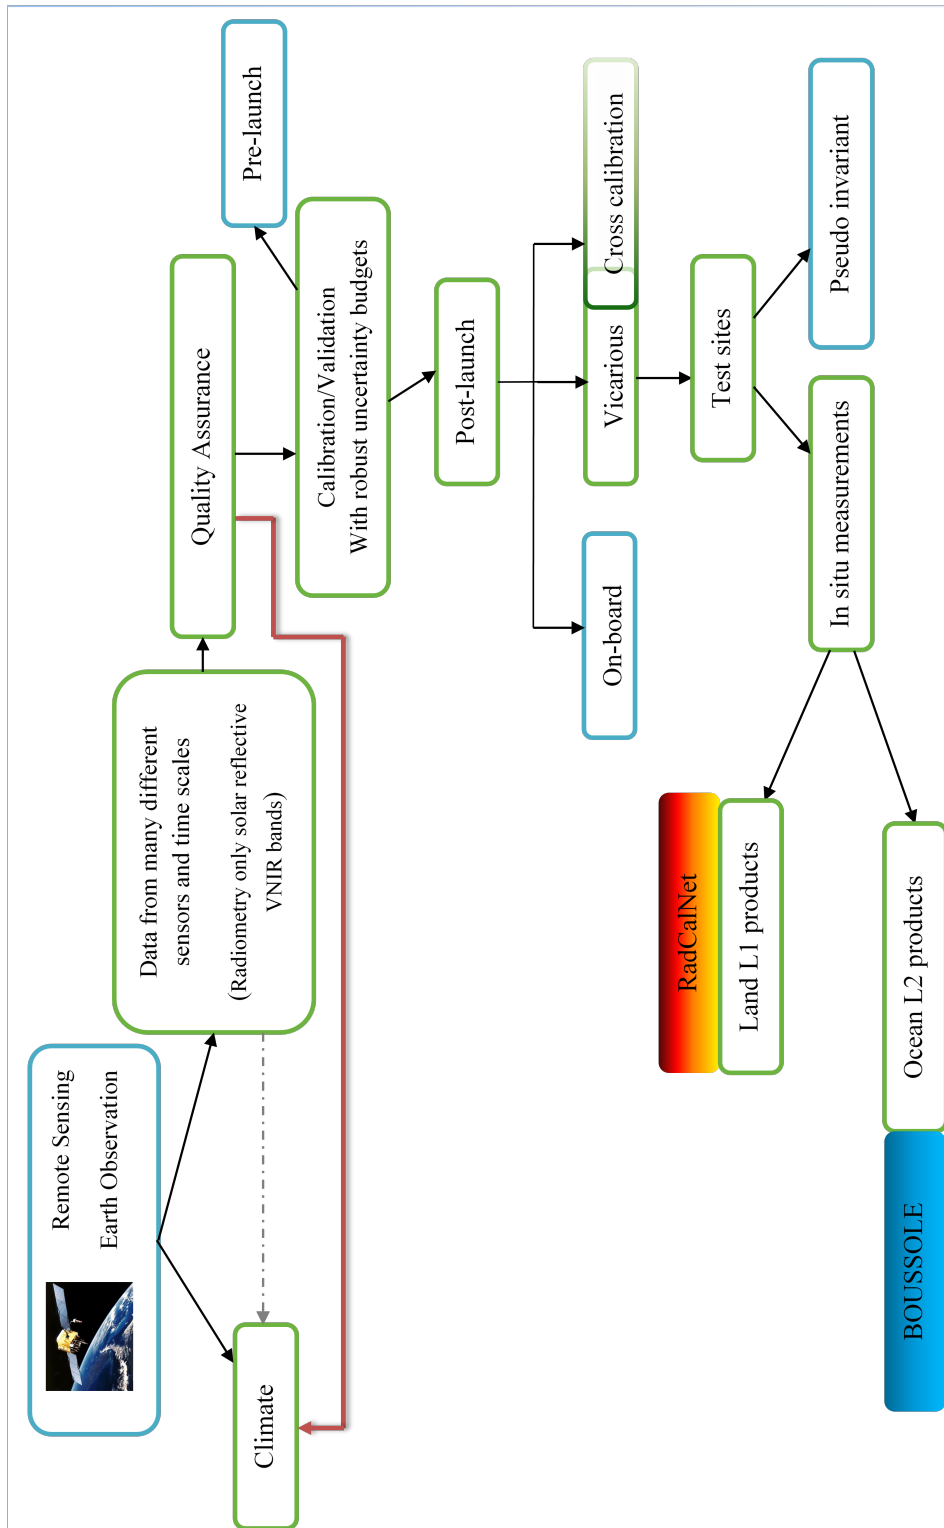 Remote Sensing
Earth Observation
Climate
Data from many different
sensors and time scales
(Radiometry only solar reflective
VNIR bands)
Quality Assurance
Calibration/Validation
With robust uncertainty budgets
Pre-launch
Post-launch
On-board
Vicarious
Cross calibration
Test sites
In situ measurements
Pseudo invariant
RadCalNet
Land L1 products
BOUSSOLE
Ocean L2 products